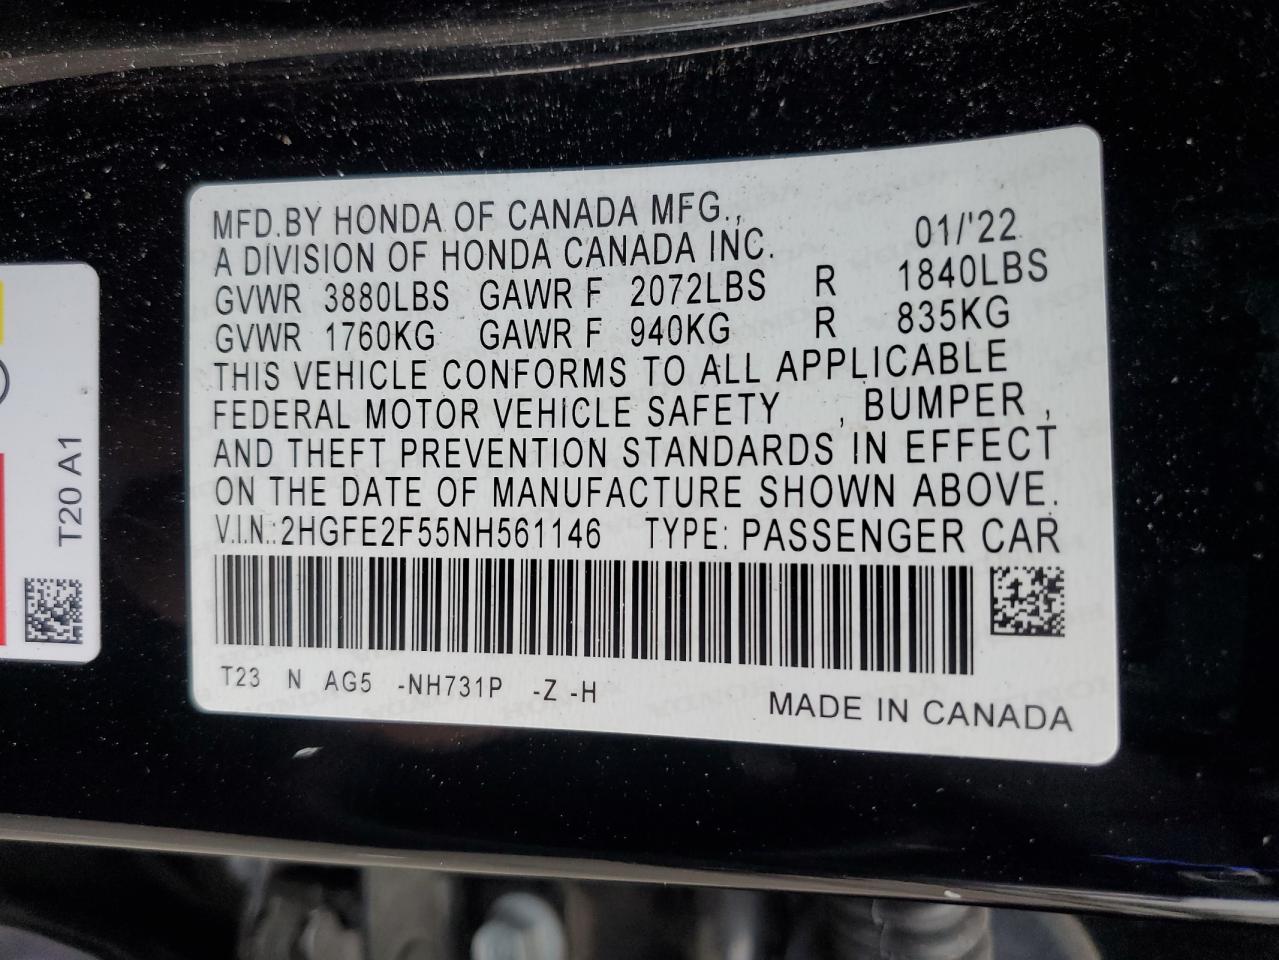 MFD.BY HONDA OF CANADA MFG.,
A DIVISION OF HONDA CANADA INC. 01/'22
GVWR 3880LBS GAWR F 2072LBS R 1840LBS
GVWR 1760KG GAWR F 940KG R 835KG
THIS VEHICLE CONFORMS TO ALL APPLICABLE
FEDERAL MOTOR VEHICLE SAFETY , BUMPER ,
AND THEFT PREVENTION STANDARDS IN EFFECT
ON THE DATE OF MANUFACTURE SHOWN ABOVE.
V.I.N.:2HGFE2F55NH561146 TYPE: PASSENGER CAR
T23 N AG5 -NH731P -Z -H
MADE IN CANADA
T20 A1